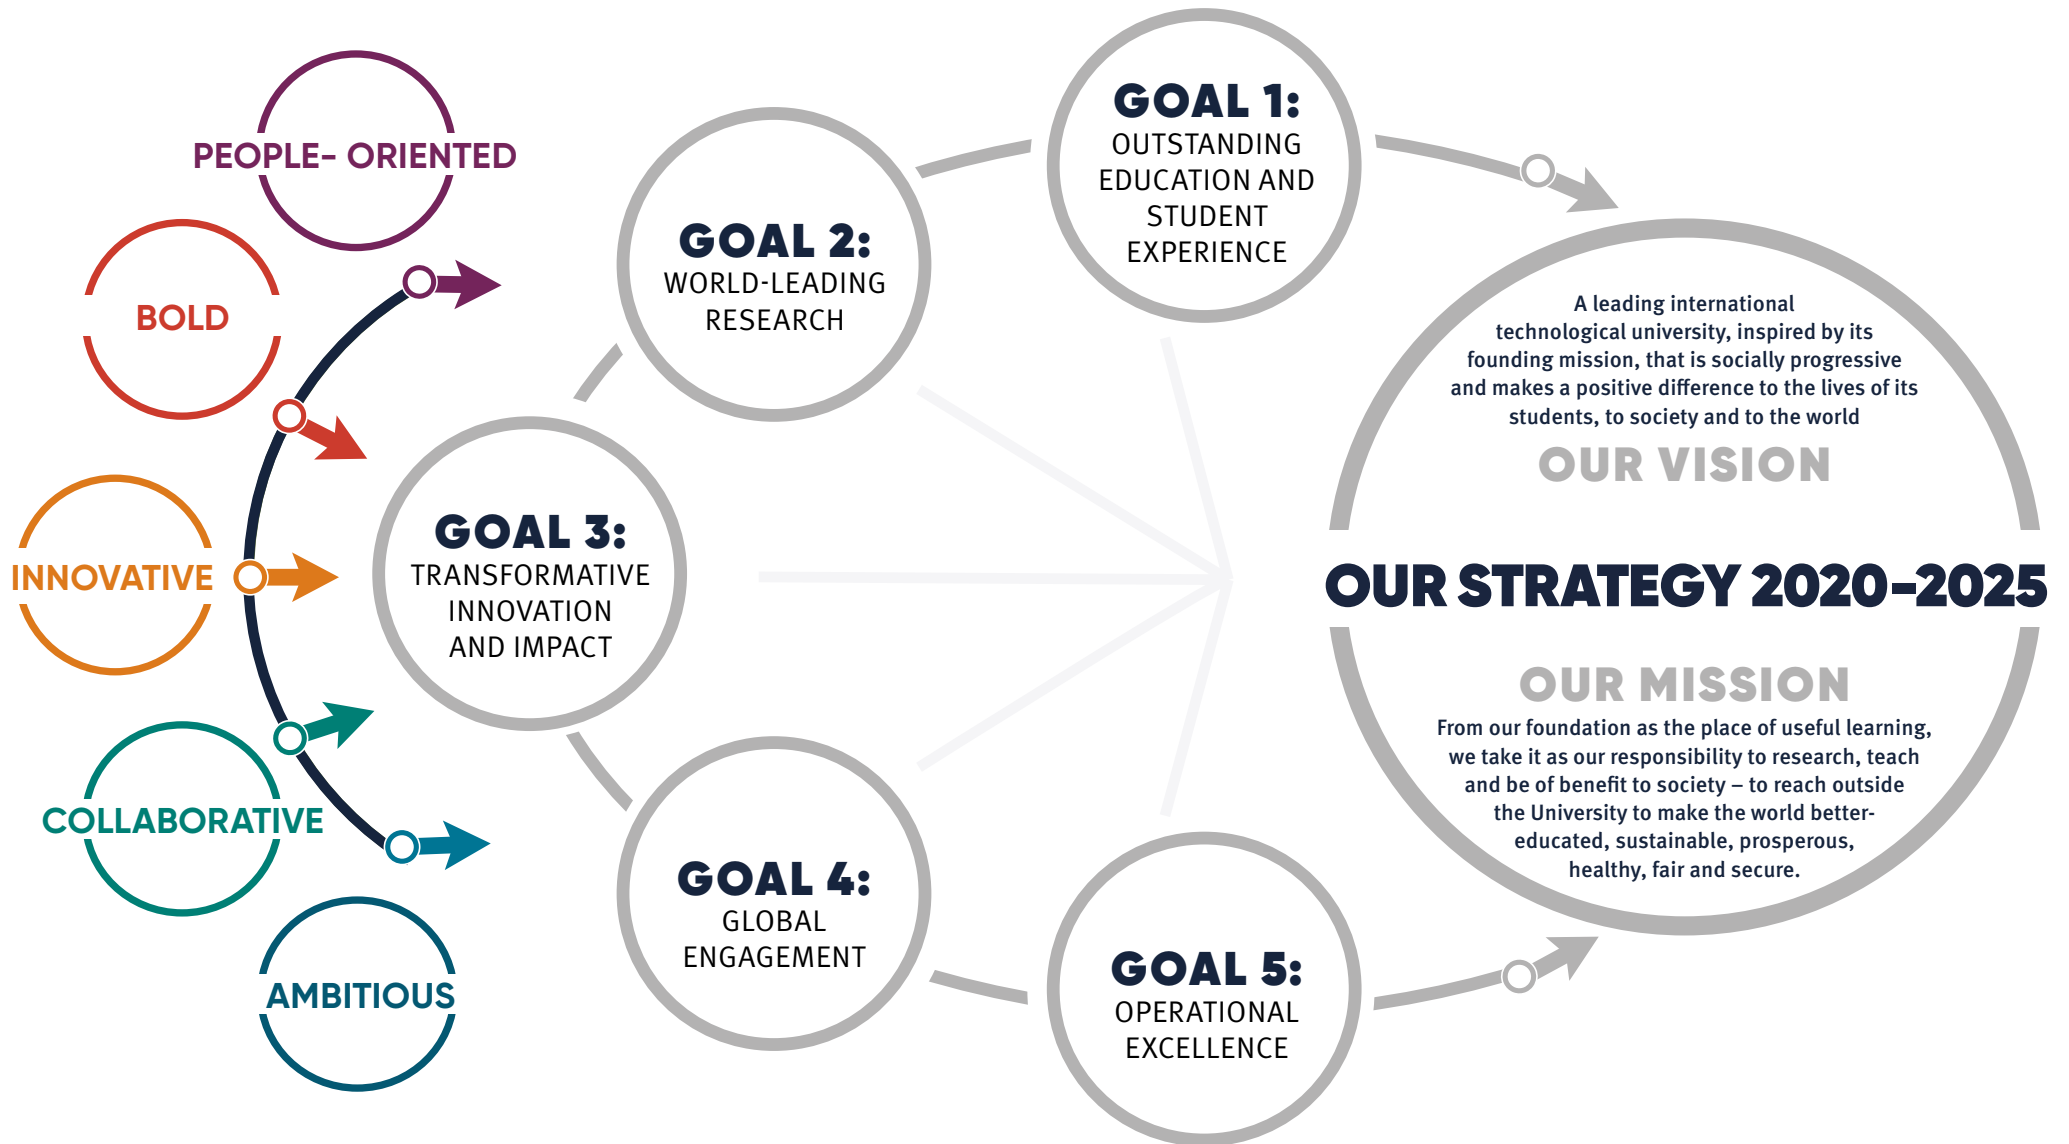 PEOPLE- ORIENTED
BOLD
INNOVATIVE
COLLABORATIVE
AMBITIOUS
GOAL 1:
OUTSTANDING
EDUCATION AND
STUDENT
EXPERIENCE
GOAL 2:
WORLD-LEADING
RESEARCH
GOAL 3:
TRANSFORMATIVE
INNOVATION
AND IMPACT
GOAL 4:
GLOBAL
ENGAGEMENT
GOAL 5:
OPERATIONAL
EXCELLENCE
A leading international
technological university, inspired by its
founding mission, that is socially progressive
and makes a positive difference to the lives of its
students, to society and to the world
OUR VISION
OUR STRATEGY 2020-2025
OUR MISSION
From our foundation as the place of useful learning,
we take it as our responsibility to research, teach
and be of benefit to society – to reach outside
the University to make the world better-
educated, sustainable, prosperous,
healthy, fair and secure.